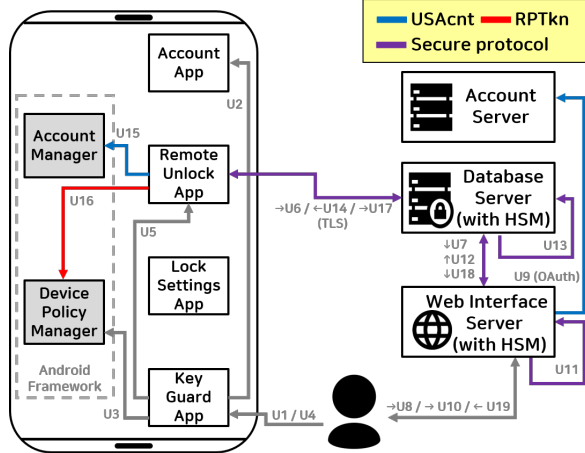 USAcnt
RPTkn
Secure protocol
Account
App
U2
Account
Server
Account
Manager
U15
Remote
Unlock
App
U16
U5
→U6 / ←U14 / →U17
(TLS)
Database
Server
(with HSM)
↓U7
↑U12
↓U18
U13
U9 (OAuth)
Lock
Settings
App
Device
Policy
Manager
Web Interface
Server
(with HSM)
U11
Android
Framework
U3
Key
Guard
App
U1 / U4
→U8 / → U10 / ← U19